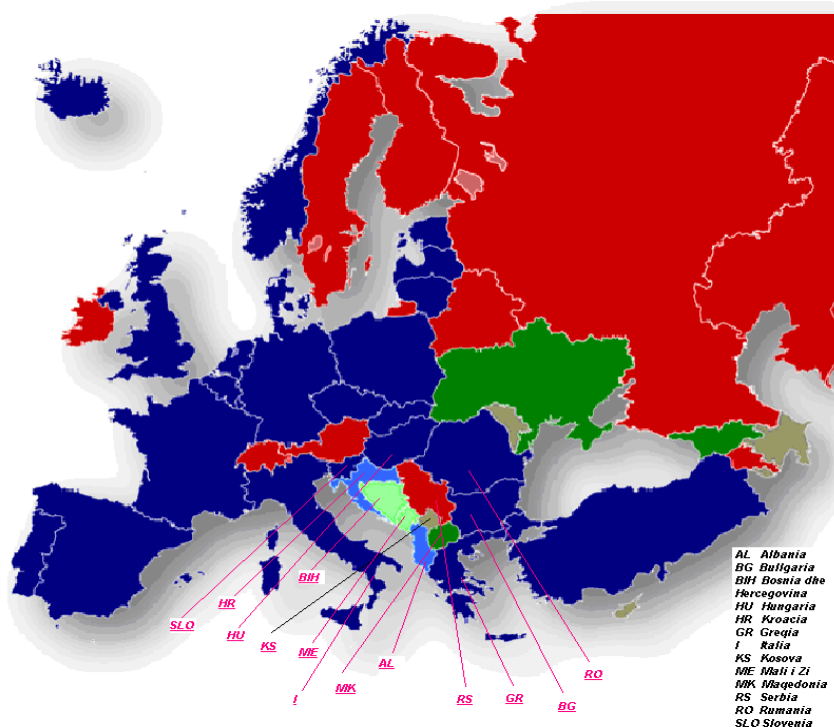 BIH
HR
SLO
HU
KS
ME
AL
MK
I
RS
GR
RO
BG
AL Albania
BG Bullgaria
BIH Bosnia dhe
Hercegovina
HU Hungaria
HR Kroacia
GR Greqia
I Italia
KS Kosova
ME Mali i Zi
MK Maqedonia
RS Serbia
RO Rumania
SLO Slovenia